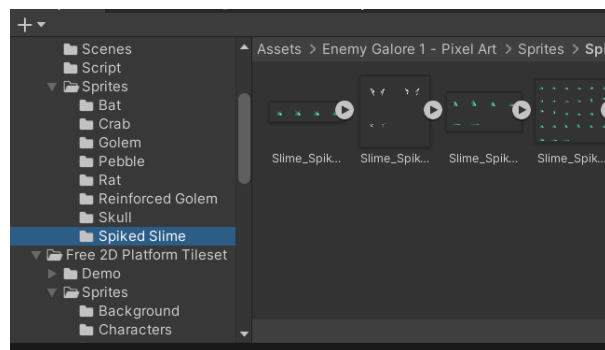 Scenes
Script
Sprites
Bat
Crab
Golem
Pebble
Rat
Reinforced Golem
Skull
Spiked Slime
Free 2D Platform Tileset
Demo
Sprites
Background
Characters
Assets > Enemy Galore 1 - Pixel Art > Sprites > Spi
Slime_Spik... Slime_Spik... Slime_Spik... Slime_Spik...